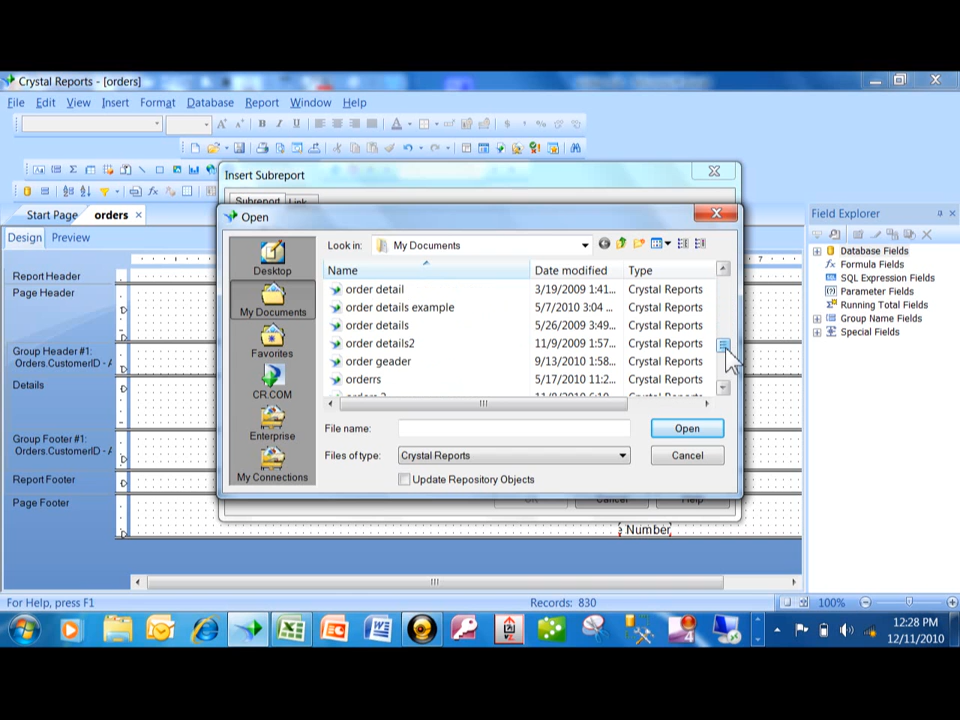 Crystal Reports - [orders]
File Edit View Insert Format Database Report Window Help
Insert Subreport
Subreport Link
Start Page orders
Open
Field Explorer
Design Preview
Look in: My Documents
Database Fields
Formula Fields
SQL Expression Fields
Parameter Fields
Running Total Fields
Group Name Fields
Special Fields
Report Header
Page Header
Group Header #1:
Orders.CustomerID - A
Details
Group Footer #1:
Orders.CustomerID - A
Report Footer
Page Footer
Desktop
My Documents
Favorites
CR.COM
Enterprise
My Connections
Name Date modified Type
order detail 3/19/2009 1:41... Crystal Reports
order details example 5/7/2010 3:04 ... Crystal Reports
order details 5/26/2009 3:49... Crystal Reports
order details2 11/9/2009 1:57... Crystal Reports
order geader 9/13/2010 1:58... Crystal Reports
orderrs 5/17/2010 11:2... Crystal Reports
File name: Open
Files of type: Crystal Reports Cancel
Update Repository Objects
Cancel Help
Number
For Help, press F1 Records: 830 100%
12:28 PM
12/11/2010